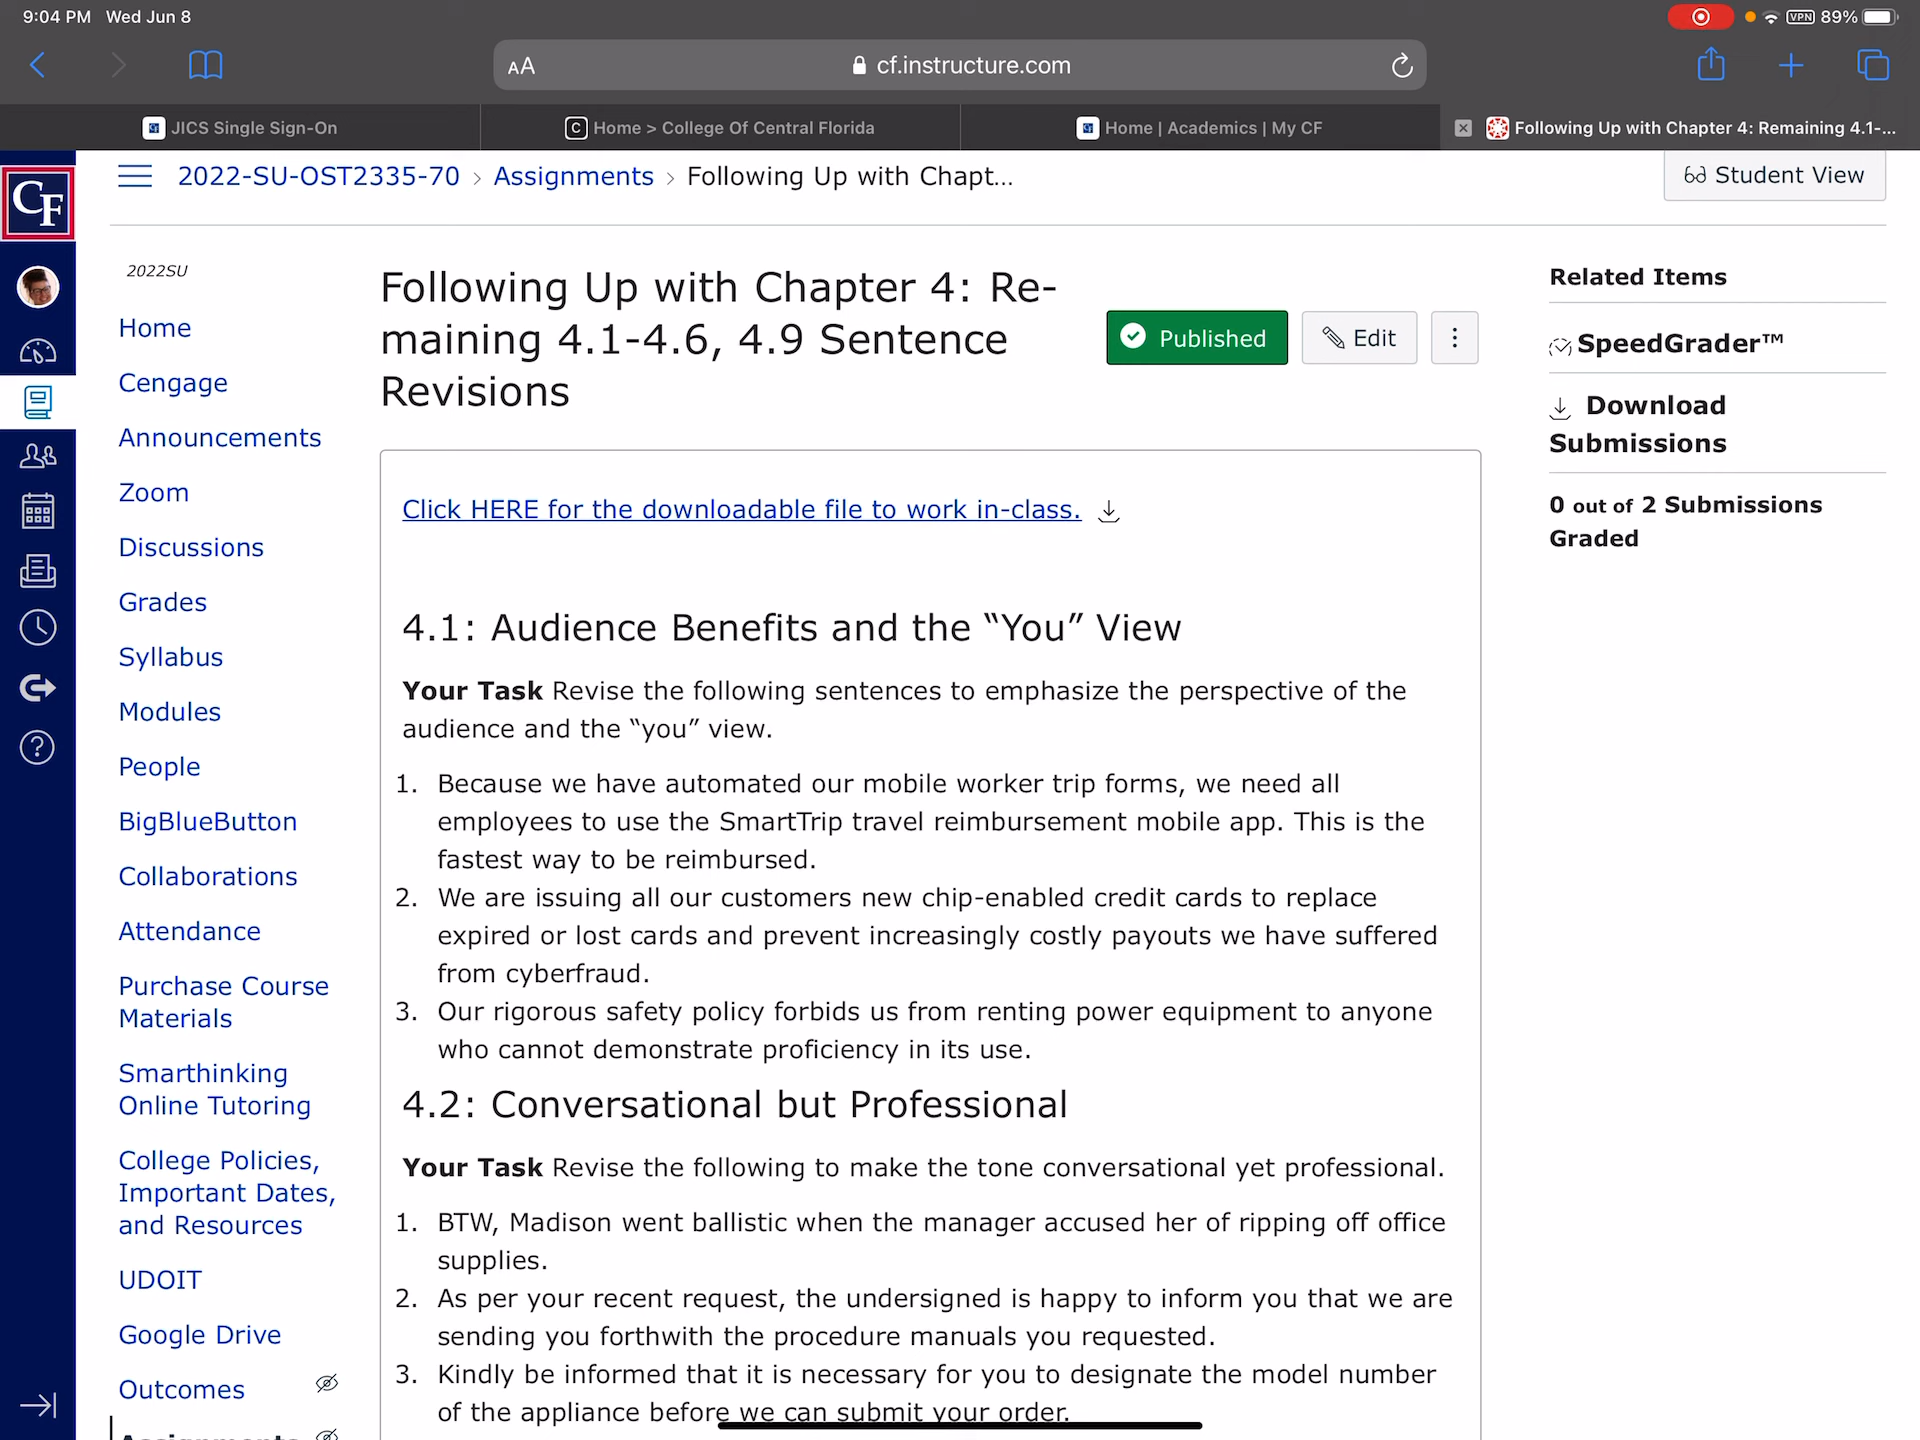 9:04 PM Wed Jun 8
VPN 89%
AA cf.instructure.com
JICS Single Sign-On
C Home > College Of Central Florida
Home | Academics | My CF
Following Up with Chapter 4: Remaining 4.1-...
CF
2022-SU-OST2335-70 > Assignments > Following Up with Chapt...
Student View
2022SU
Home
Cengage
Announcements
Zoom
Discussions
Grades
Syllabus
Modules
People
BigBlueButton
Collaborations
Attendance
Purchase Course
Materials
Smarthinking
Online Tutoring
College Policies,
Important Dates,
and Resources
UDOIT
Google Drive
Outcomes
Assignments
Following Up with Chapter 4: Re-
maining 4.1-4.6, 4.9 Sentence
Revisions
Published
Edit
Click HERE for the downloadable file to work in-class.
4.1: Audience Benefits and the “You” View
Your Task Revise the following sentences to emphasize the perspective of the
audience and the “you” view.
1. Because we have automated our mobile worker trip forms, we need all
employees to use the SmartTrip travel reimbursement mobile app. This is the
fastest way to be reimbursed.
2. We are issuing all our customers new chip-enabled credit cards to replace
expired or lost cards and prevent increasingly costly payouts we have suffered
from cyberfraud.
3. Our rigorous safety policy forbids us from renting power equipment to anyone
who cannot demonstrate proficiency in its use.
4.2: Conversational but Professional
Your Task Revise the following to make the tone conversational yet professional.
1. BTW, Madison went ballistic when the manager accused her of ripping off office
supplies.
2. As per your recent request, the undersigned is happy to inform you that we are
sending you forthwith the procedure manuals you requested.
3. Kindly be informed that it is necessary for you to designate the model number
of the appliance before we can submit your order.
Related Items
SpeedGrader™
Download
Submissions
0 out of 2 Submissions
Graded